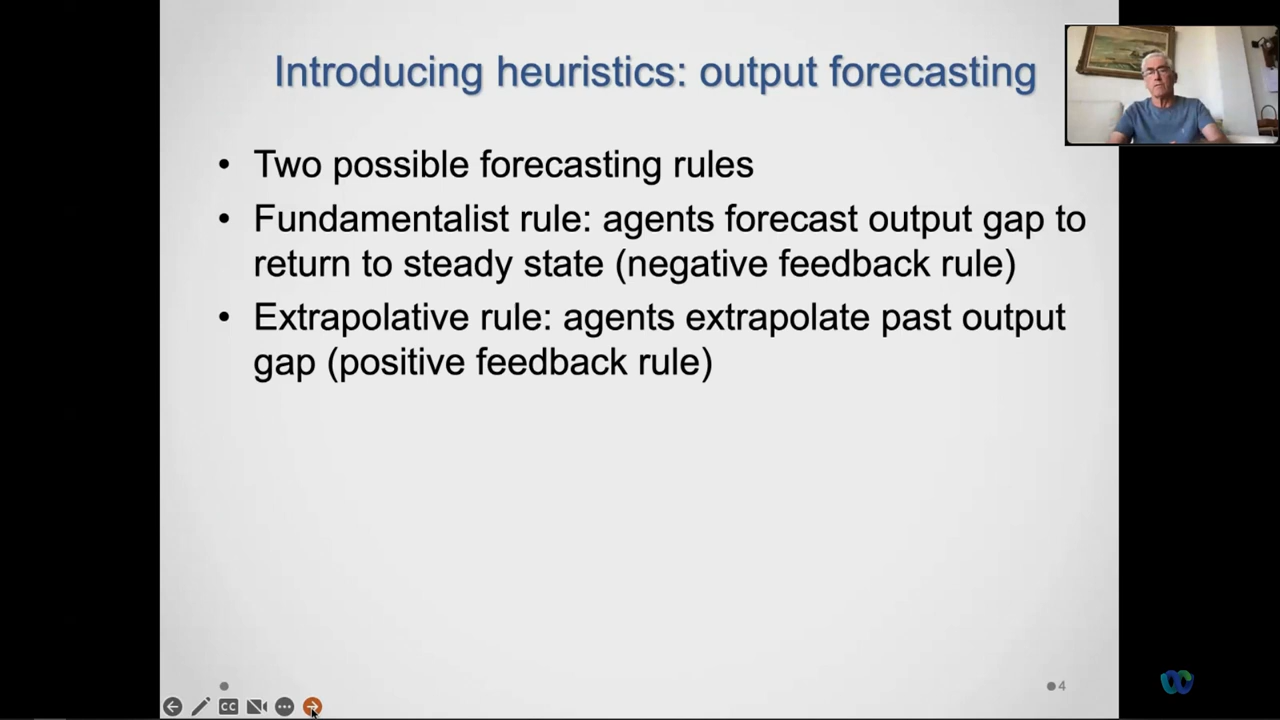 Introducing heuristics: output forecasting
• Two possible forecasting rules
• Fundamentalist rule: agents forecast output gap to
return to steady state (negative feedback rule)
• Extrapolative rule: agents extrapolate past output
gap (positive feedback rule)
4
CC